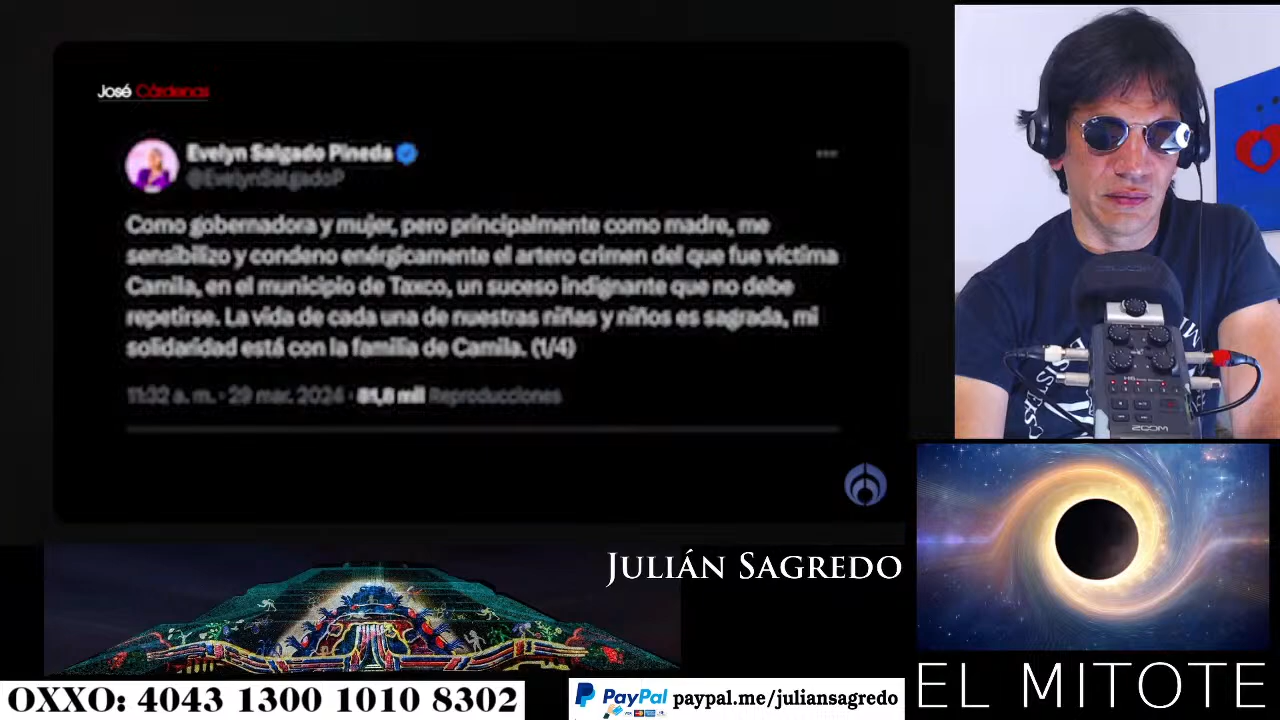 José Cárdenas
Evelyn Salgado Pineda
@EvelynSalgadoP
Como gobernadora y mujer, pero principalmente como madre, me
sensibilizo y condeno enérgicamente el artero crimen del que fue víctima
Camila, en el municipio de Taxco, un suceso indignante que no debe
repetirse. La vida de cada una de nuestras niñas y niños es sagrada, mi
solidaridad está con la familia de Camila. (1/4)
11:32 a. m. · 29 mar. 2024 · 81,8 mil Reproducciones
JULIÁN SAGREDO
OXXO: 4043 1300 1010 8302
PayPal paypal.me/juliansagredo
EL MITOTE